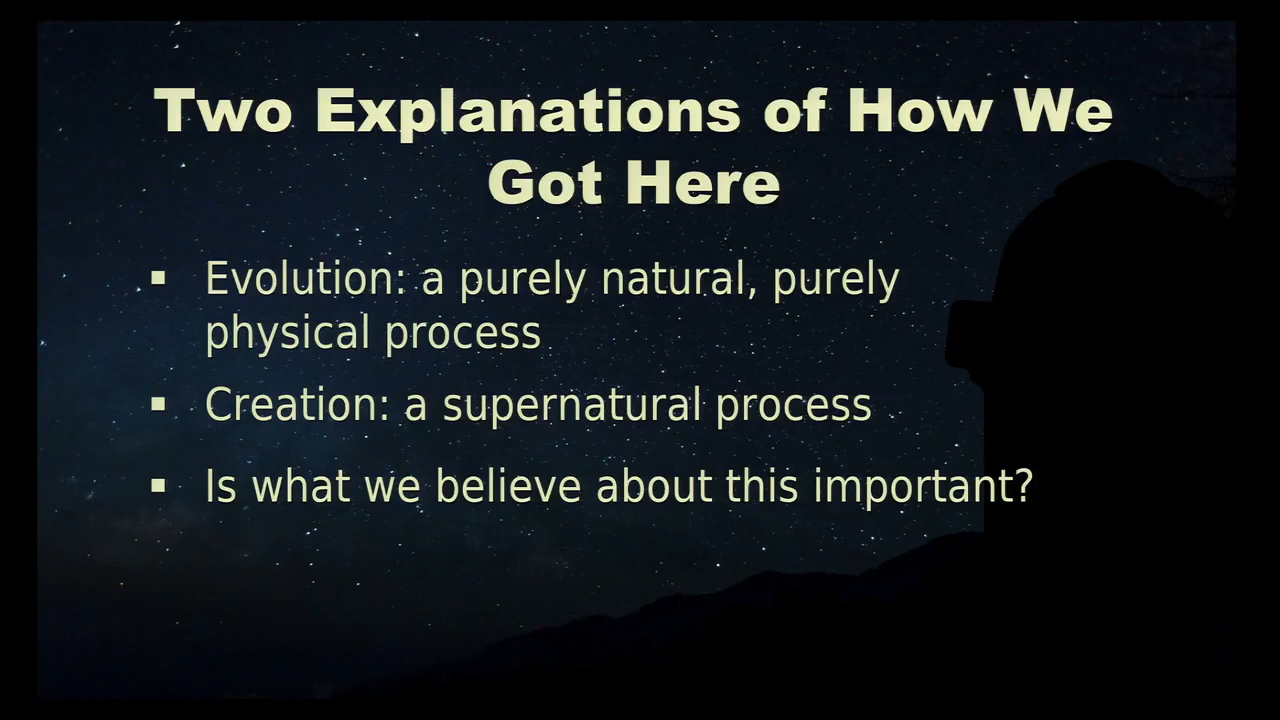 Two Explanations of How We
Got Here
▪ Evolution: a purely natural, purely
physical process
▪ Creation: a supernatural process
▪ Is what we believe about this important?